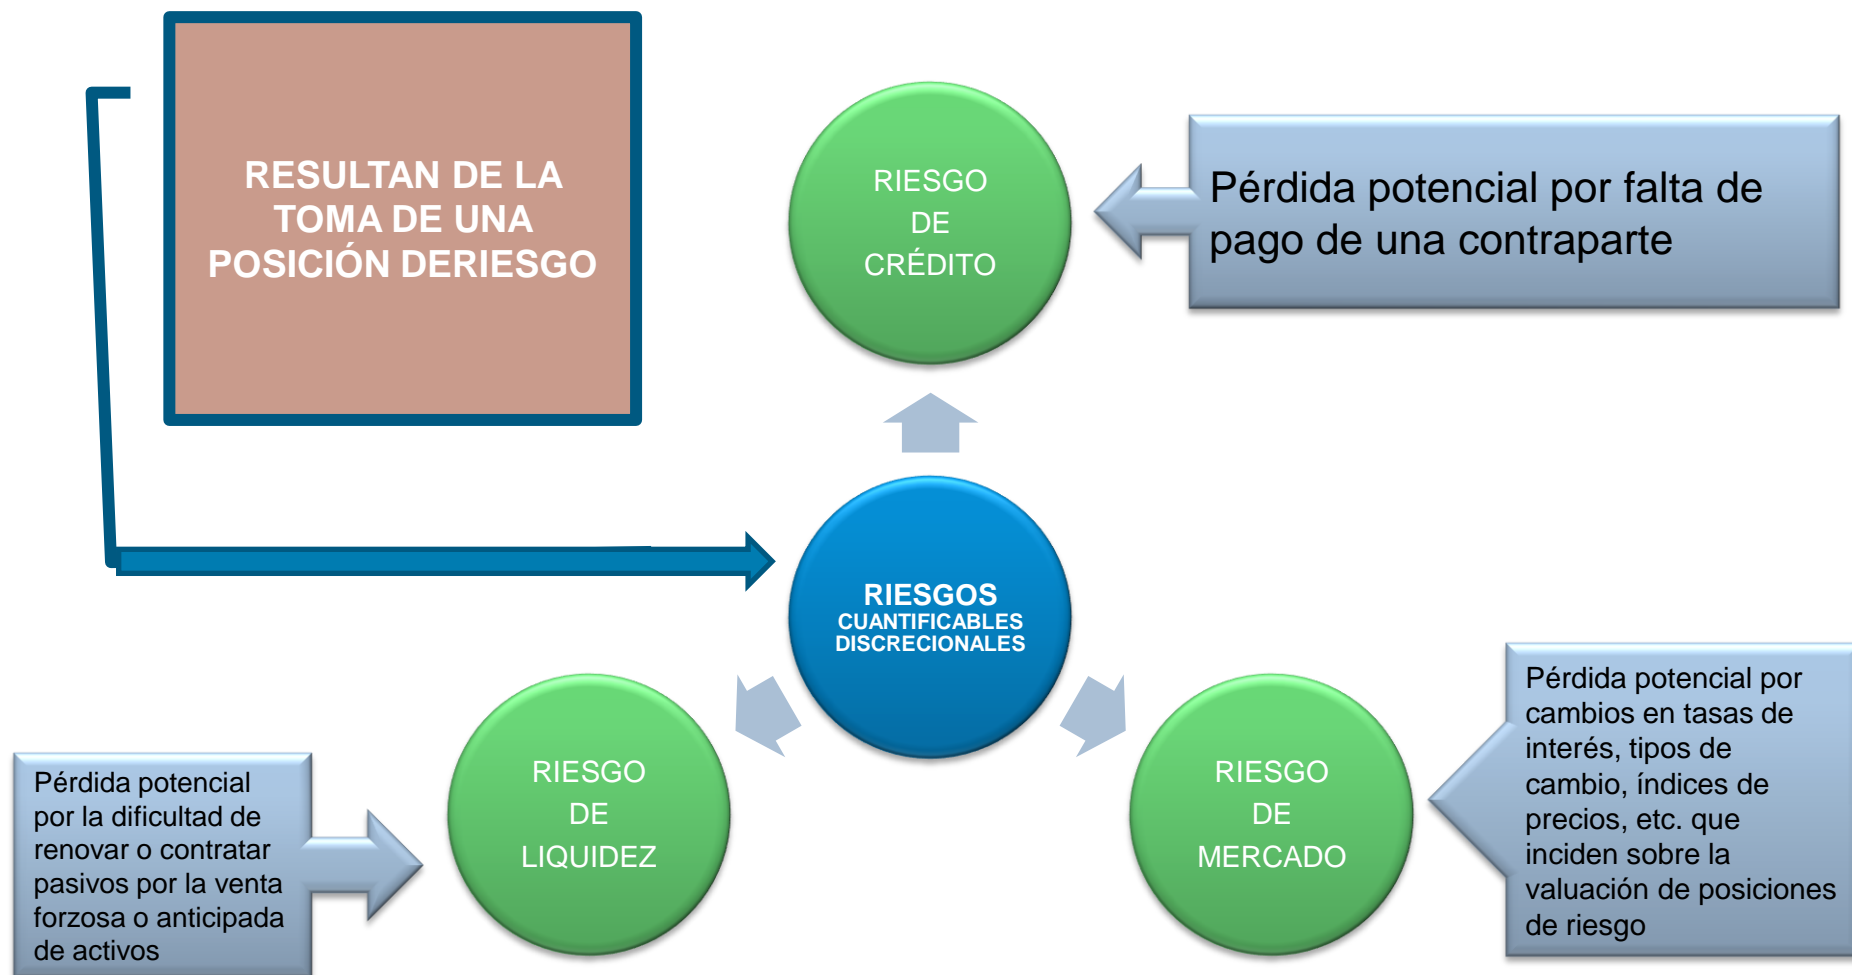 RESULTAN DE LA
TOMA DE UNA
POSICIÓN DERIESGO
RIESGO
DE
CRÉDITO
Pérdida potencial por falta de
pago de una contraparte
RIESGOS
CUANTIFICABLES
DISCRECIONALES
Pérdida potencial
por la dificultad de
renovar o contratar
pasivos por la venta
forzosa o anticipada
de activos
RIESGO
DE
LIQUIDEZ
RIESGO
DE
MERCADO
Pérdida potencial por
cambios en tasas de
interés, tipos de
cambio, índices de
precios, etc. que
inciden sobre la
valuación de posiciones
de riesgo